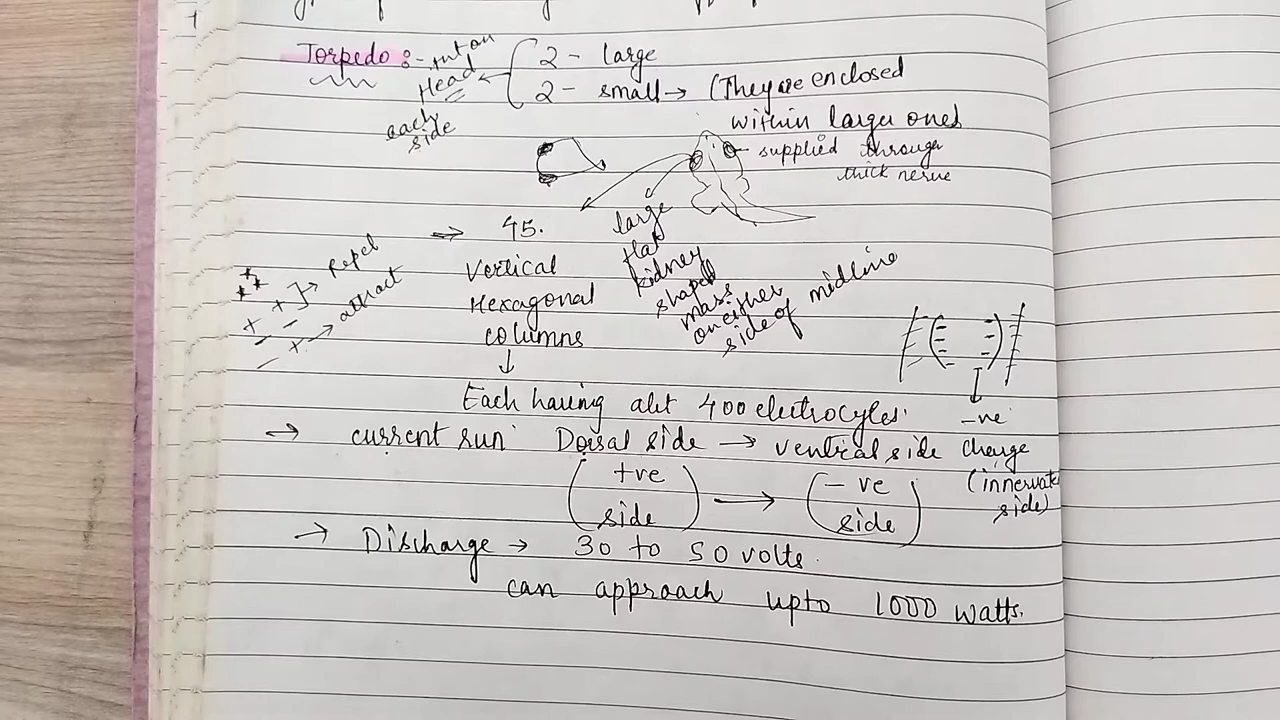 Torpedo :- 
Head
each
side
2 - large
2 - small → (They are enclosed
within larger ones
supplied through
thick nerve
→ 45.
Vertical
Hexagonal
columns
↓
large
flat
kidney
shaped
mass
on either
side of midline
+ +] → Repel
- -
- + → attract
Each having abt 400 electrocytes.
-ve
charge
(innervated
side)
→ current run Dorsal side → ventral side
(+ve side) → (-ve side)
→ Discharge → 30 to 50 volts.
can approach upto 1000 watts.